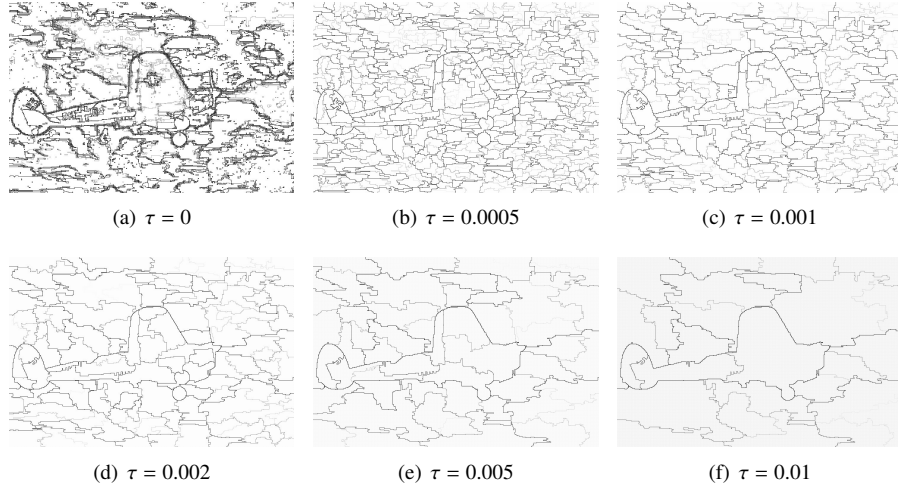 (a) τ = 0
(b) τ = 0.0005
(c) τ = 0.001
(d) τ = 0.002
(e) τ = 0.005
(f) τ = 0.01